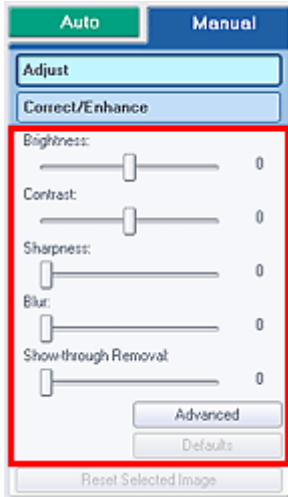 Auto Manual
Adjust
Correct/Enhance
Brightness:
0
Contrast:
0
Sharpness:
0
Blur:
0
Show-through Removal:
0
Advanced
Defaults
Reset Selected Image